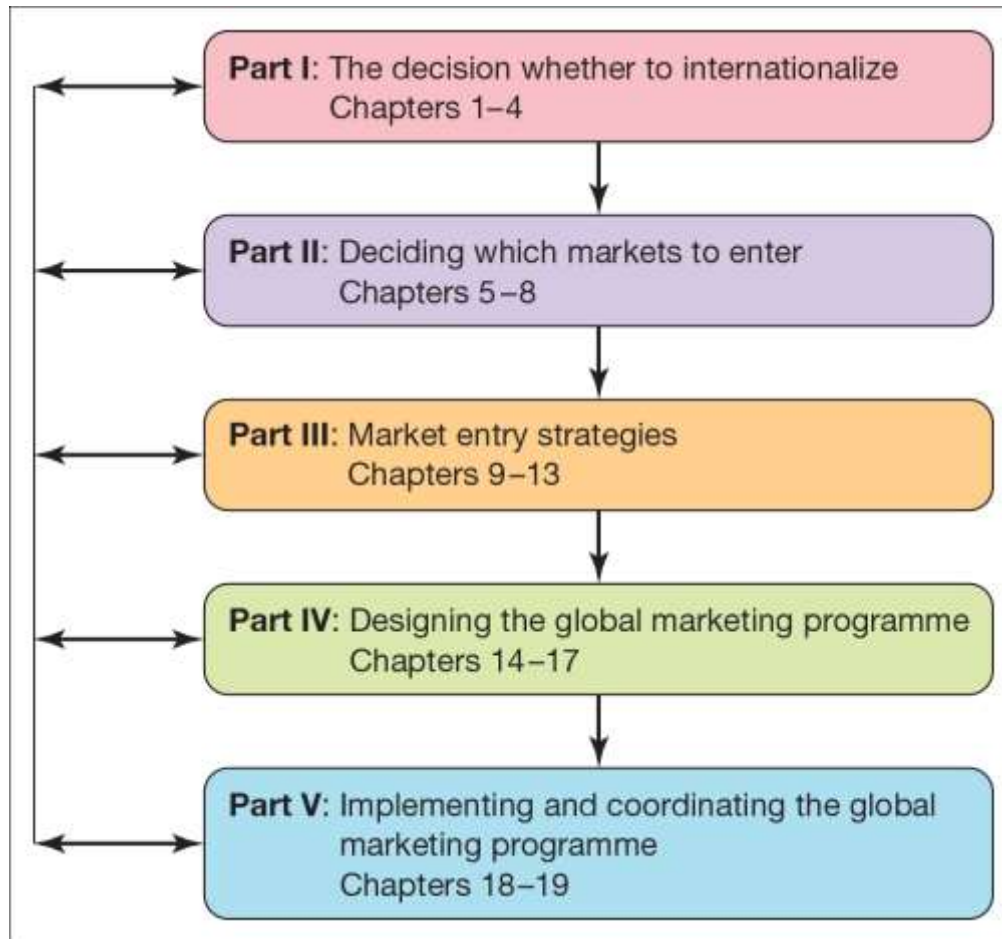 Part I: The decision whether to internationalize
Chapters 1–4
Part II: Deciding which markets to enter
Chapters 5–8
Part III: Market entry strategies
Chapters 9–13
Part IV: Designing the global marketing programme
Chapters 14–17
Part V: Implementing and coordinating the global
marketing programme
Chapters 18–19